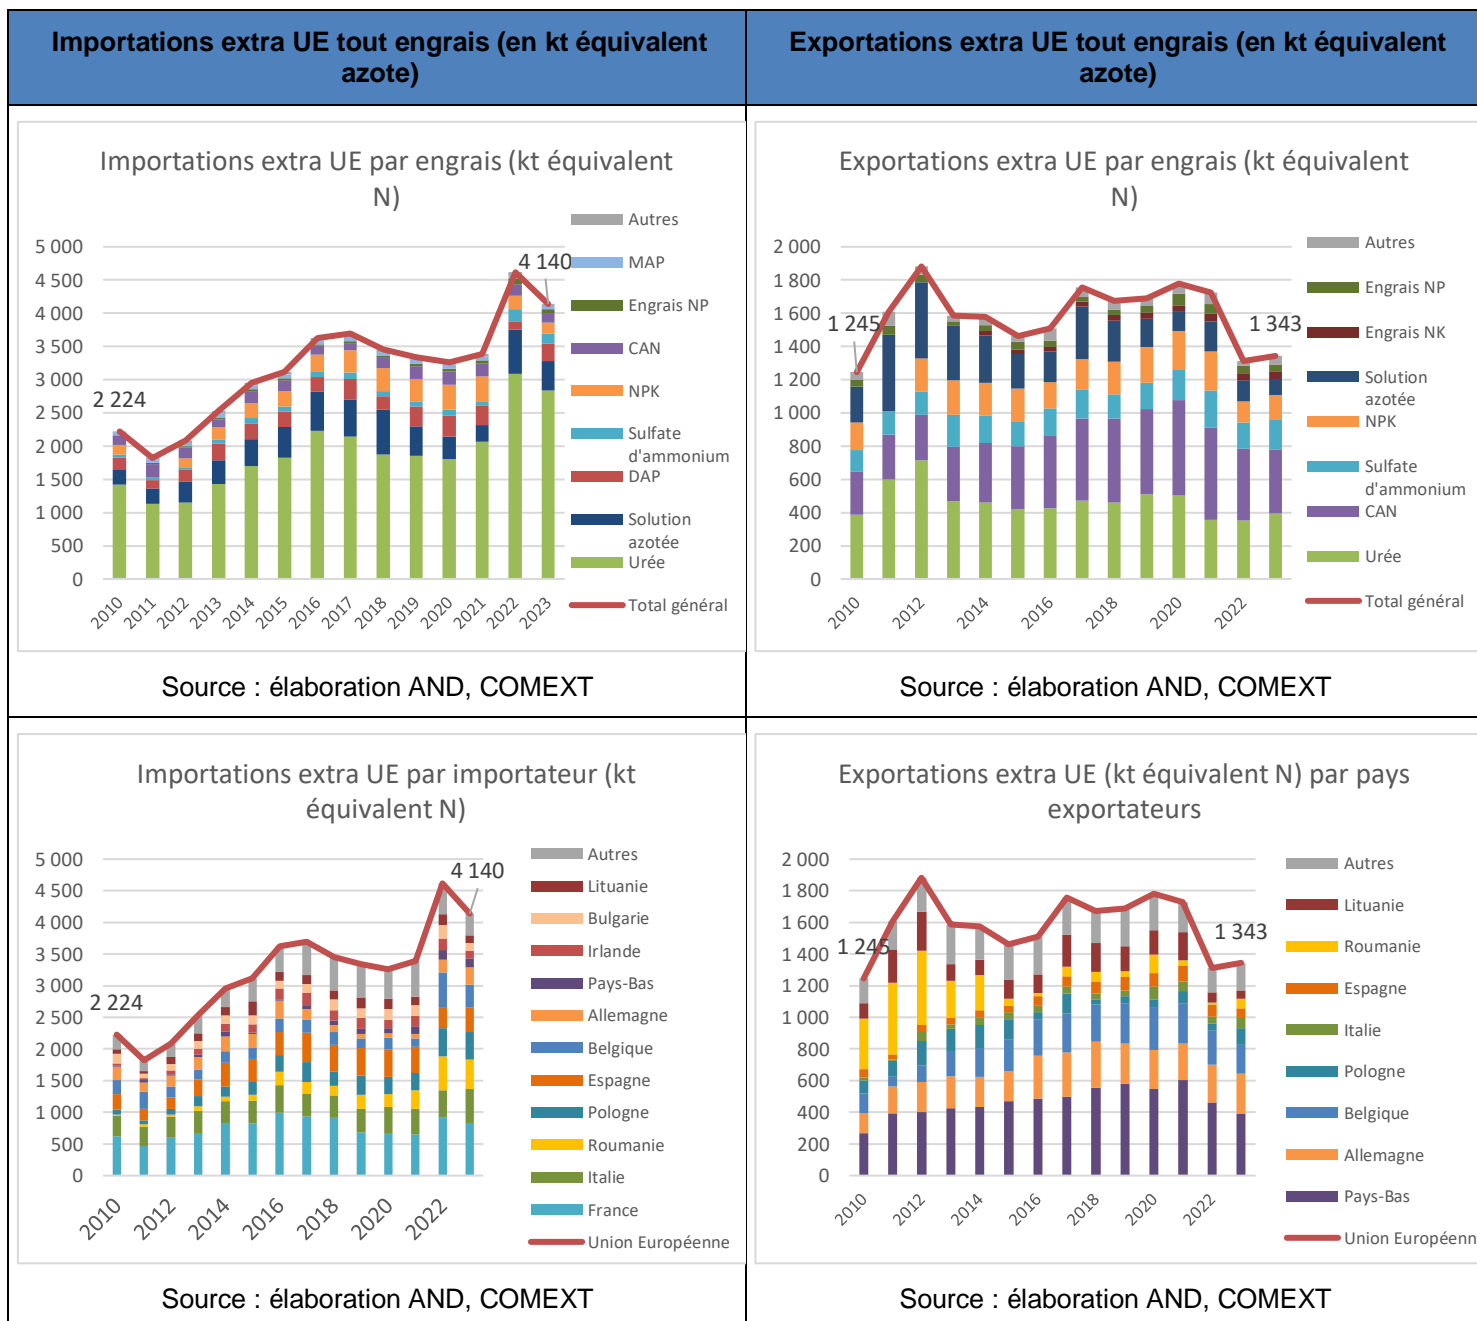 Importations extra UE tout engrais (en kt équivalent
azote)
Exportations extra UE tout engrais (en kt équivalent
azote)
Importations extra UE par engrais (kt équivalent
N)
5 000
4 500
4 000
3 500
3 000
2 500
2 000
1 500
1 000
500
0
2 224
4 140
2010
2011
2012
2013
2014
2015
2016
2017
2018
2019
2020
2021
2022
2023
Autres
MAP
Engrais NP
CAN
NPK
Sulfate
d'ammonium
DAP
Solution
azotée
Urée
Total général
Source : élaboration AND, COMEXT
Exportations extra UE par engrais (kt équivalent
N)
2 000
1 800
1 600
1 400
1 200
1 000
800
600
400
200
0
1 245
1 343
2010
2012
2014
2016
2018
2020
2022
Autres
Engrais NP
Engrais NK
Solution
azotée
NPK
Sulfate
d'ammonium
CAN
Urée
Total général
Source : élaboration AND, COMEXT
Importations extra UE par importateur (kt
équivalent N)
5 000
4 500
4 000
3 500
3 000
2 500
2 000
1 500
1 000
500
0
2 224
4 140
2010
2012
2014
2016
2018
2020
2022
Autres
Lituanie
Bulgarie
Irlande
Pays-Bas
Allemagne
Belgique
Espagne
Pologne
Roumanie
Italie
France
Union Européenne
Source : élaboration AND, COMEXT
Exportations extra UE (kt équivalent N) par pays
exportateurs
2 000
1 800
1 600
1 400
1 200
1 000
800
600
400
200
0
1 245
1 343
2010
2012
2014
2016
2018
2020
2022
Autres
Lituanie
Roumanie
Espagne
Italie
Pologne
Belgique
Allemagne
Pays-Bas
Union Européenn
Source : élaboration AND, COMEXT